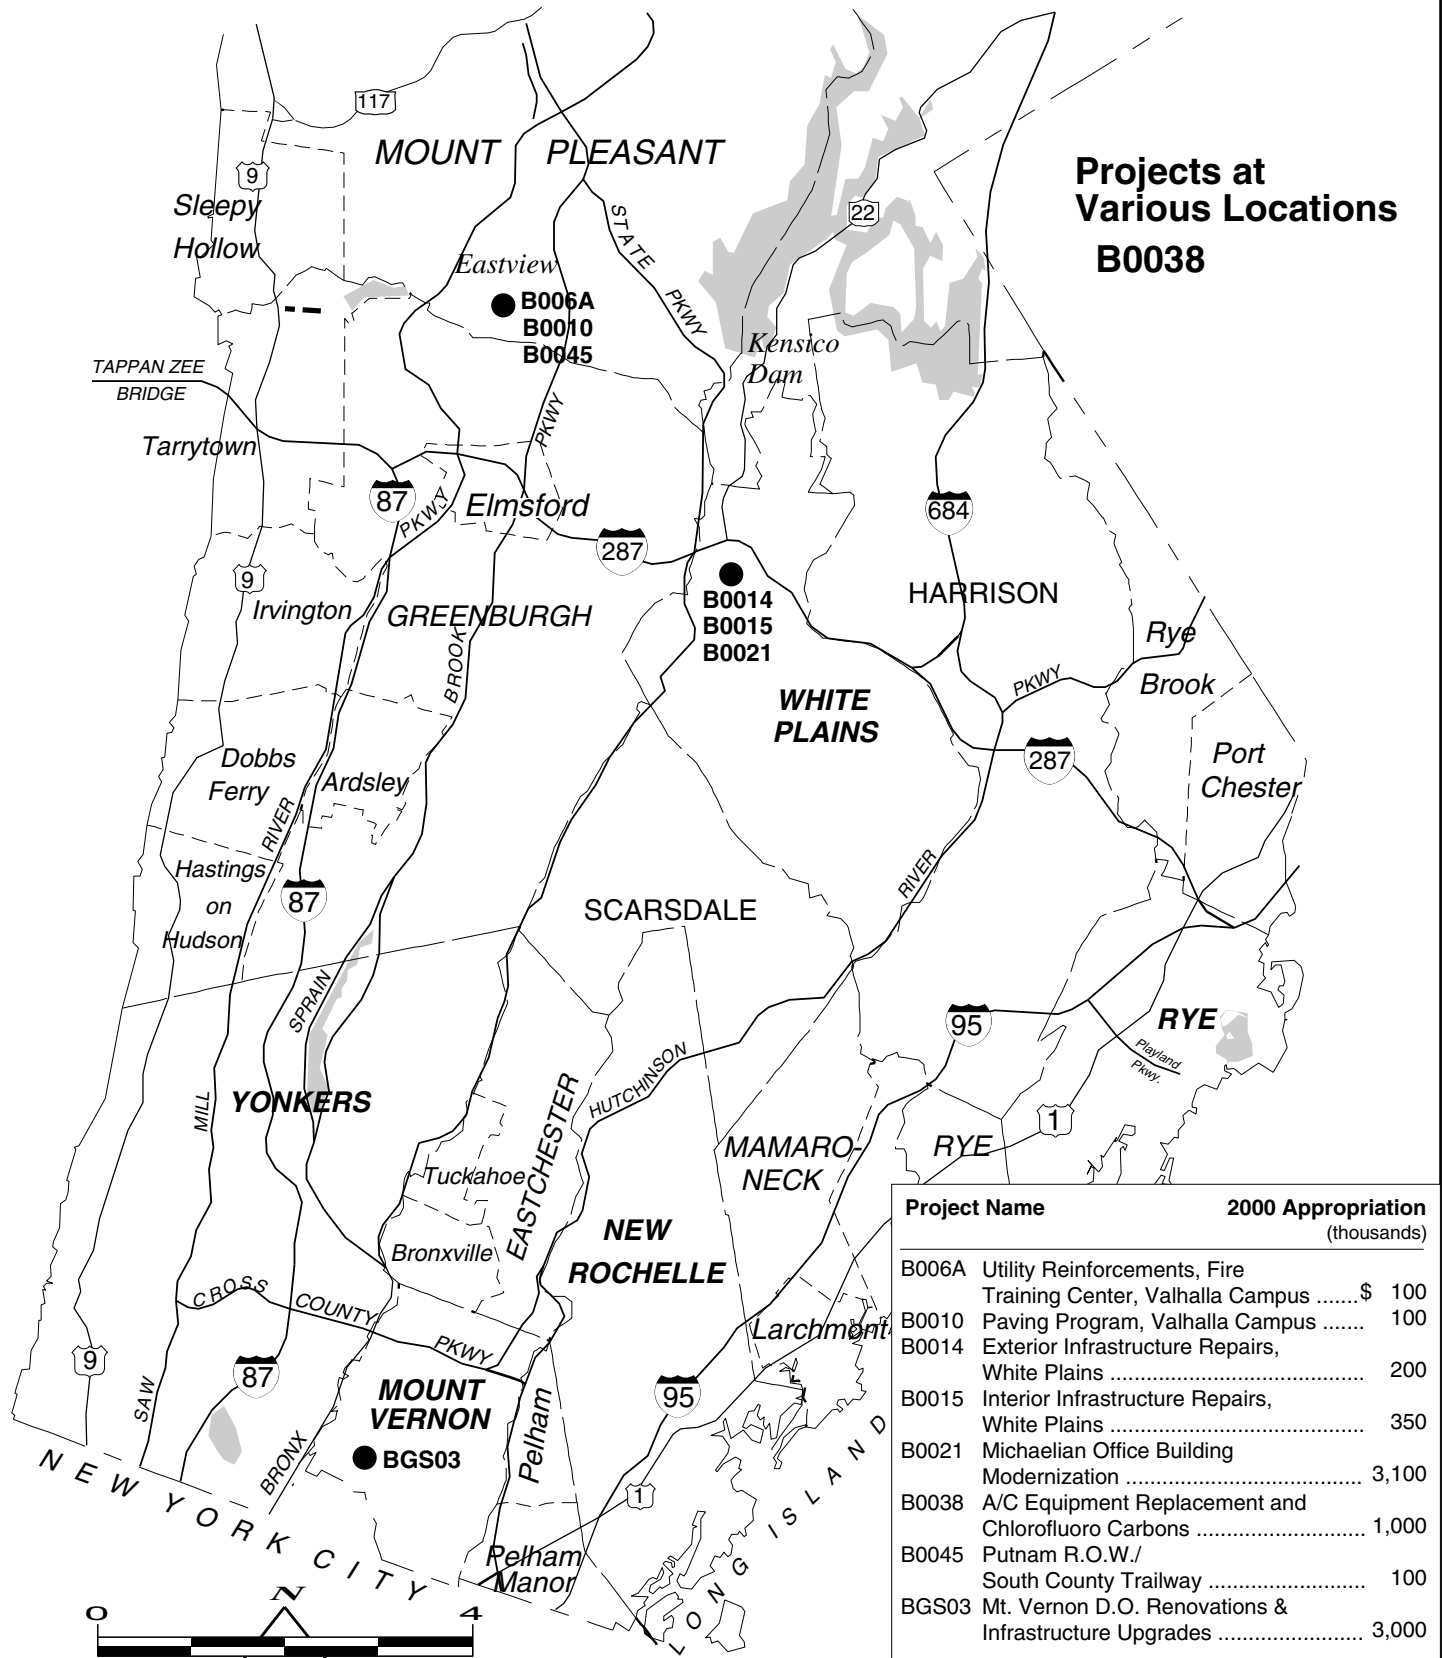 117
MOUNT PLEASANT
Projects at
Various Locations
B0038
9
Sleepy
Hollow
22
STATE
PKWY
Eastview
B006A
B0010
B0045
Kensico
Dam
TAPPAN ZEE
BRIDGE
Tarrytown
PKWY
87
PKWY
Elmsford
684
287
9
Irvington
GREENBURGH
B0014
B0015
B0021
HARRISON
Rye
Brook
BROOK
PKWY
WHITE
PLAINS
Dobbs
Ferry
Ardsley
287
Port
Chester
RIVER
Hastings
on
Hudson
87
RIVER
SCARSDALE
SPRAIN
95
RYE
Playland
Pkwy.
HUTCHINSON
MILL
YONKERS
EASTCHESTER
1
MAMARO-
NECK
RYE
Tuckahoe
NEW
ROCHELLE
Bronxville
CROSS
COUNTY
PKWY
Larchmont
9
87
SAW
MOUNT
VERNON
Pelham
95
BGS03
BRONX
1
NEW YORK CITY
LONG ISLAND
Pelham
Manor
N
0 4
Project Name 2000 Appropriation
(thousands)
B006A Utility Reinforcements, Fire
Training Center, Valhalla Campus .......$ 100
B0010 Paving Program, Valhalla Campus ....... 100
B0014 Exterior Infrastructure Repairs,
White Plains .......................................... 200
B0015 Interior Infrastructure Repairs,
White Plains .......................................... 350
B0021 Michaelian Office Building
Modernization ....................................... 3,100
B0038 A/C Equipment Replacement and
Chlorofluoro Carbons ............................ 1,000
B0045 Putnam R.O.W./
South County Trailway .......................... 100
BGS03 Mt. Vernon D.O. Renovations &
Infrastructure Upgrades ........................ 3,000